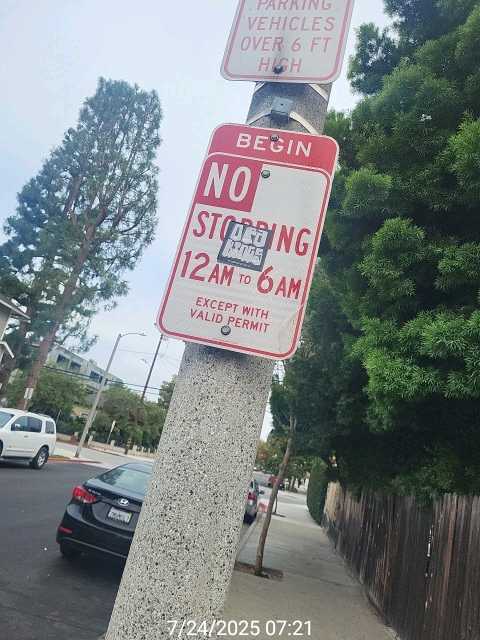 PARKING
VEHICLES
OVER 6 FT
HIGH
BEGIN
NO
STOPPING
12AM TO 6AM
EXCEPT WITH
VALID PERMIT
7/24/2025 07:21